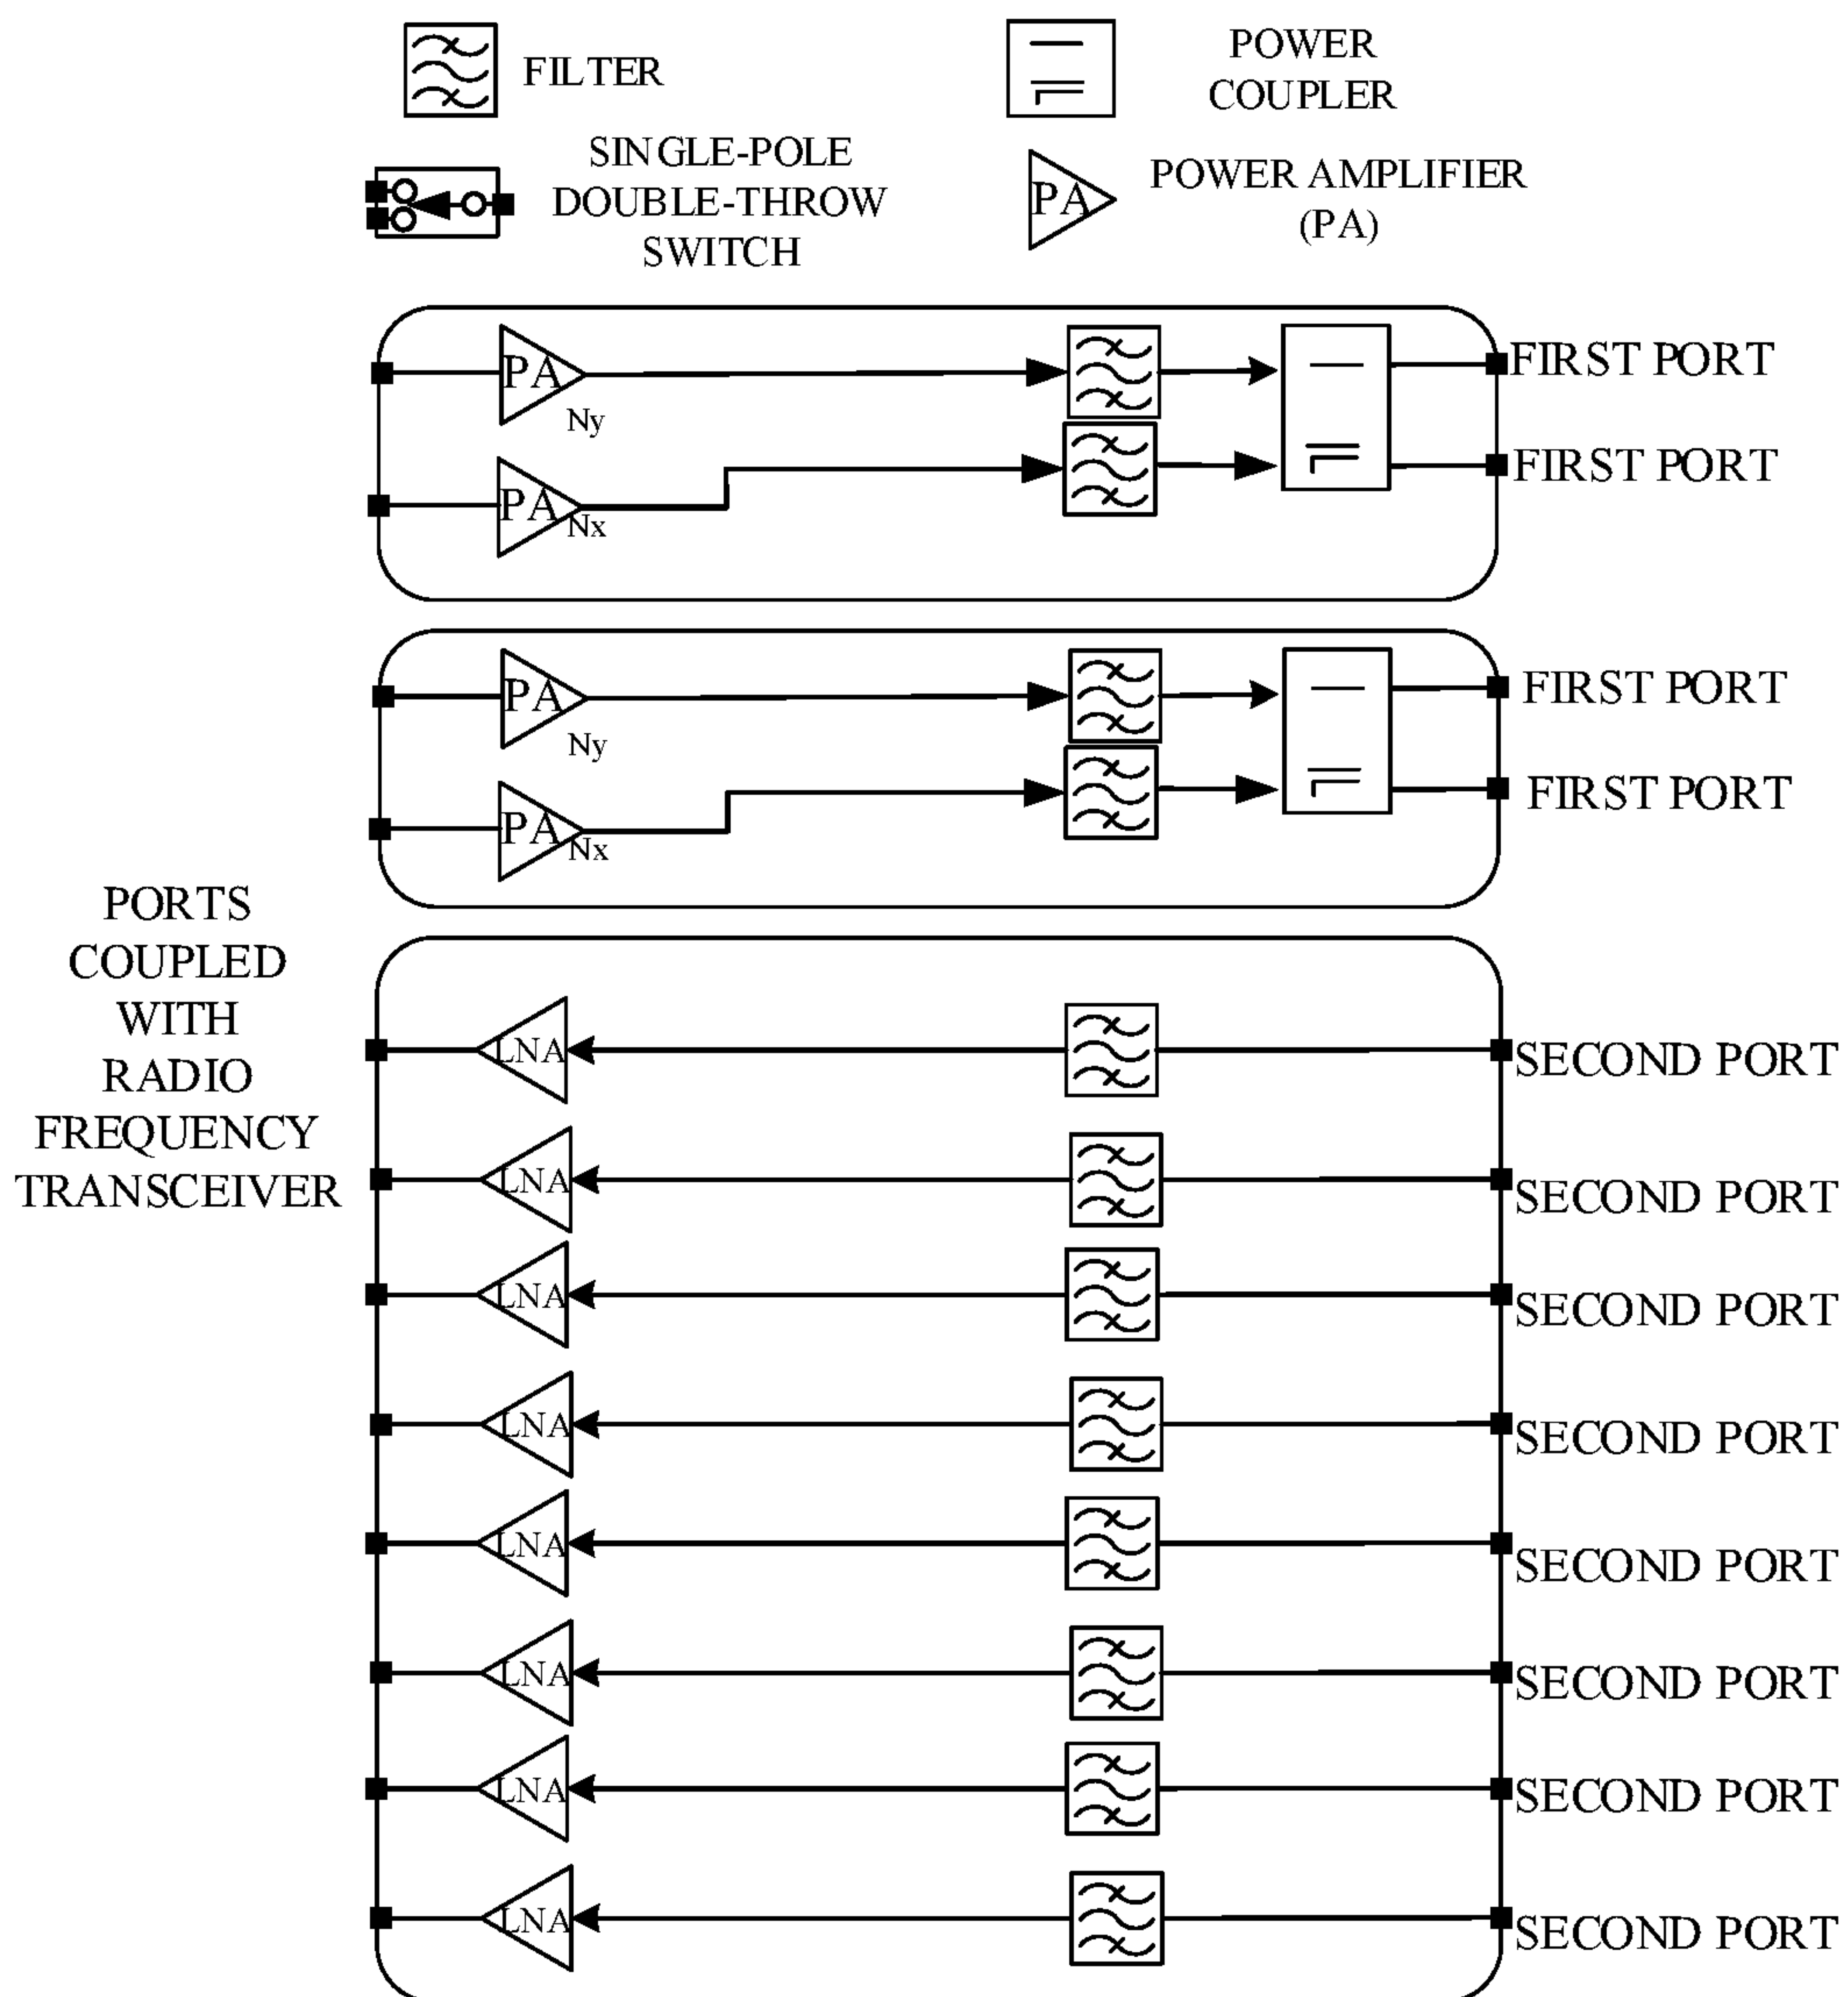 FILTER
POWER
COUPLER
SINGLE-POLE
DOUBLE-THROW
SWITCH
PA
POWER AMPLIFIER
(PA)
PA
Ny
FIRST PORT
PA
Nx
FIRST PORT
PA
Ny
FIRST PORT
PA
Nx
FIRST PORT
PORTS
COUPLED
WITH
RADIO
FREQUENCY
TRANSCEIVER
LNA
SECOND PORT
LNA
SECOND PORT
LNA
SECOND PORT
LNA
SECOND PORT
LNA
SECOND PORT
LNA
SECOND PORT
LNA
SECOND PORT
LNA
SECOND PORT